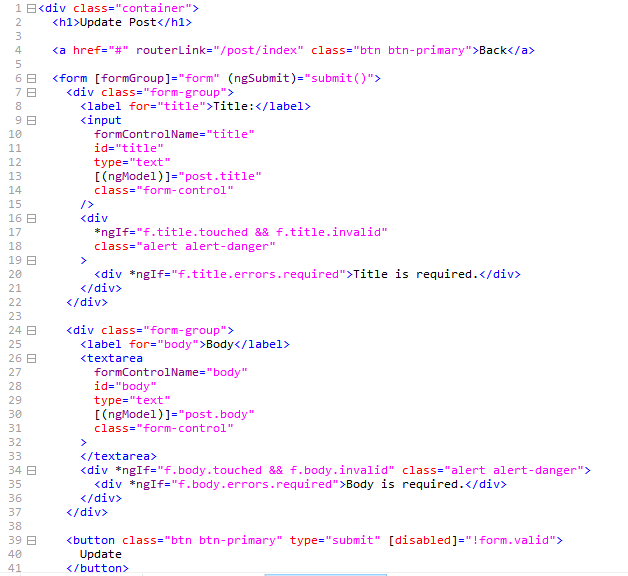 1 <div class="container">
2 <h1>Update Post</h1>
3
4 <a href="#" routerLink="/post/index" class="btn btn-primary">Back</a>
5
6 <form [formGroup]="form" (ngSubmit)="submit()">
7 <div class="form-group">
8 <label for="title">Title:</label>
9 <input
10 formControlName="title"
11 id="title"
12 type="text"
13 [(ngModel)]="post.title"
14 class="form-control"
15 />
16 <div
17 *ngIf="f.title.touched && f.title.invalid"
18 class="alert alert-danger"
19 >
20 <div *ngIf="f.title.errors.required">Title is required.</div>
21 </div>
22 </div>
23
24 <div class="form-group">
25 <label for="body">Body</label>
26 <textarea
27 formControlName="body"
28 id="body"
29 type="text"
30 [(ngModel)]="post.body"
31 class="form-control"
32 >
33 </textarea>
34 <div *ngIf="f.body.touched && f.body.invalid" class="alert alert-danger">
35 <div *ngIf="f.body.errors.required">Body is required.</div>
36 </div>
37 </div>
38
39 <button class="btn btn-primary" type="submit" [disabled]="!form.valid">
40 Update
41 </button>